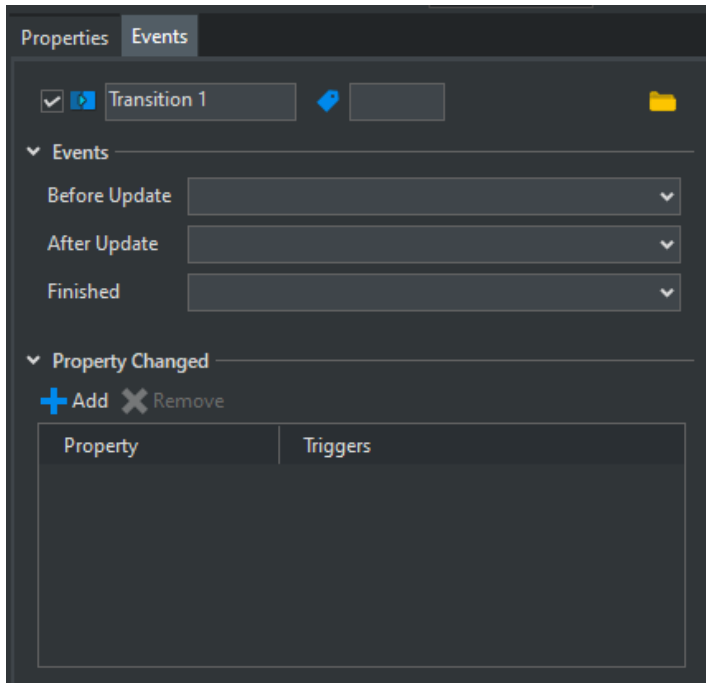 Properties Events
Transition 1
Events
Before Update
After Update
Finished
Property Changed
Add Remove
Property Triggers